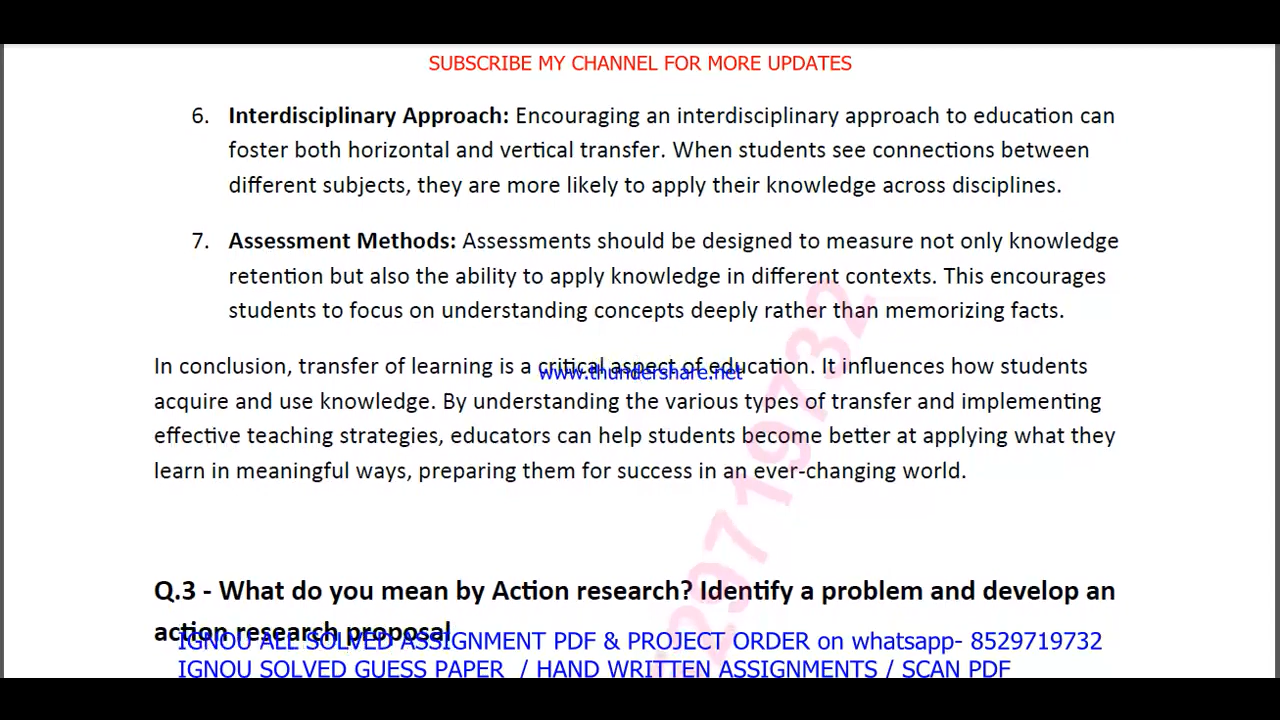 SUBSCRIBE MY CHANNEL FOR MORE UPDATES
6. Interdisciplinary Approach: Encouraging an interdisciplinary approach to education can
foster both horizontal and vertical transfer. When students see connections between
different subjects, they are more likely to apply their knowledge across disciplines.
7. Assessment Methods: Assessments should be designed to measure not only knowledge
retention but also the ability to apply knowledge in different contexts. This encourages
students to focus on understanding concepts deeply rather than memorizing facts.
In conclusion, transfer of learning is a critical aspect of education. It influences how students
www.thundershare.net
acquire and use knowledge. By understanding the various types of transfer and implementing
effective teaching strategies, educators can help students become better at applying what they
learn in meaningful ways, preparing them for success in an ever-changing world.
29719732
Q.3 - What do you mean by Action research? Identify a problem and develop an
action research proposal
IGNOU ALL SOLVED ASSIGNMENT PDF & PROJECT ORDER on whatsapp- 8529719732
IGNOU SOLVED GUESS PAPER / HAND WRITTEN ASSIGNMENTS / SCAN PDF